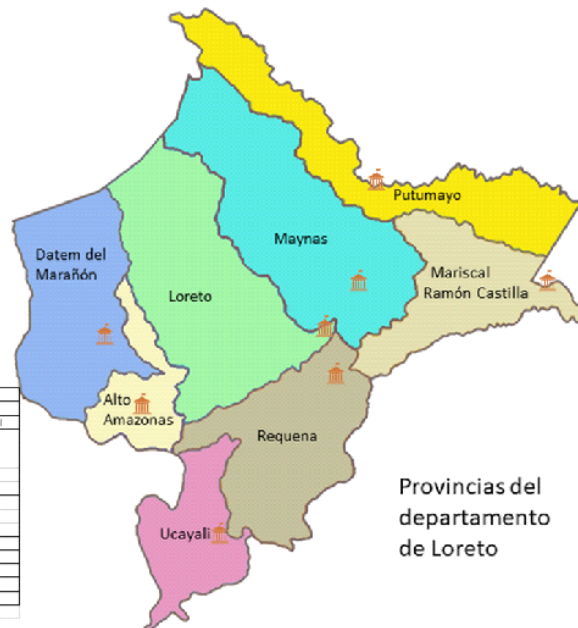 Putumayo
Maynas
Datem del
Marañón
Mariscal
Ramón Castilla
Loreto
Alto
Amazonas
Requena
Ucayali
Provincias del
departamento
de Loreto